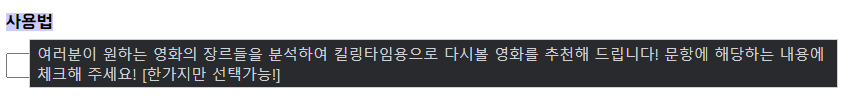 사용법
여러분이 원하는 영화의 장르들을 분석하여 킬링타임용으로 다시볼 영화를 추천해 드립니다! 문항에 해당하는 내용에
체크해 주세요! [한가지만 선택가능!]